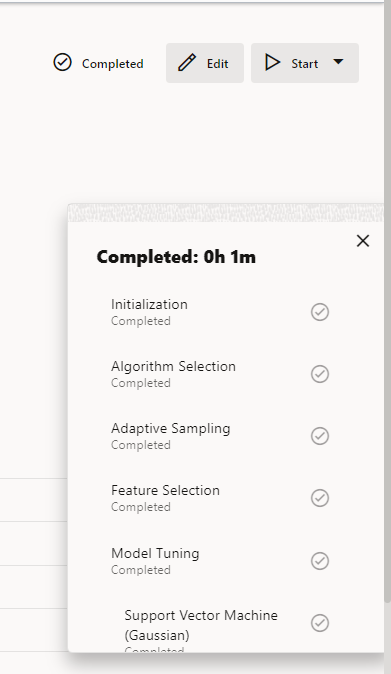 Completed
Edit
Start
Completed: 0h 1m
Initialization
Completed
Algorithm Selection
Completed
Adaptive Sampling
Completed
Feature Selection
Completed
Model Tuning
Completed
Support Vector Machine
(Gaussian)
Completed